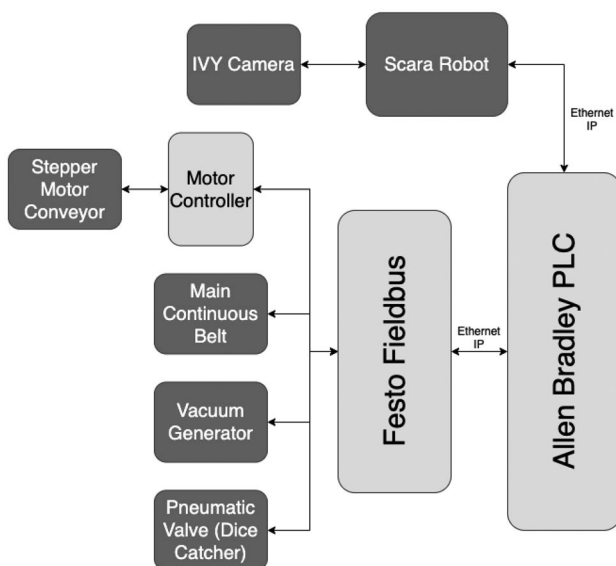 IVY Camera
Scara Robot
Ethernet
IP
Stepper
Motor
Conveyor
Motor
Controller
Main
Continuous
Belt
Vacuum
Generator
Pneumatic
Valve (Dice
Catcher)
Festo Fieldbus
Ethernet
IP
Allen Bradley PLC